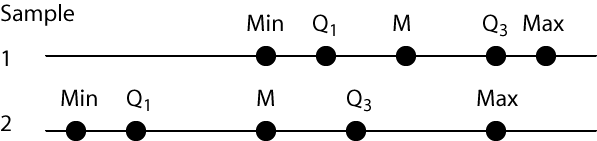 Sample
Min Q₁ M Q₃ Max
1
Min Q₁ M Q₃ Max
2